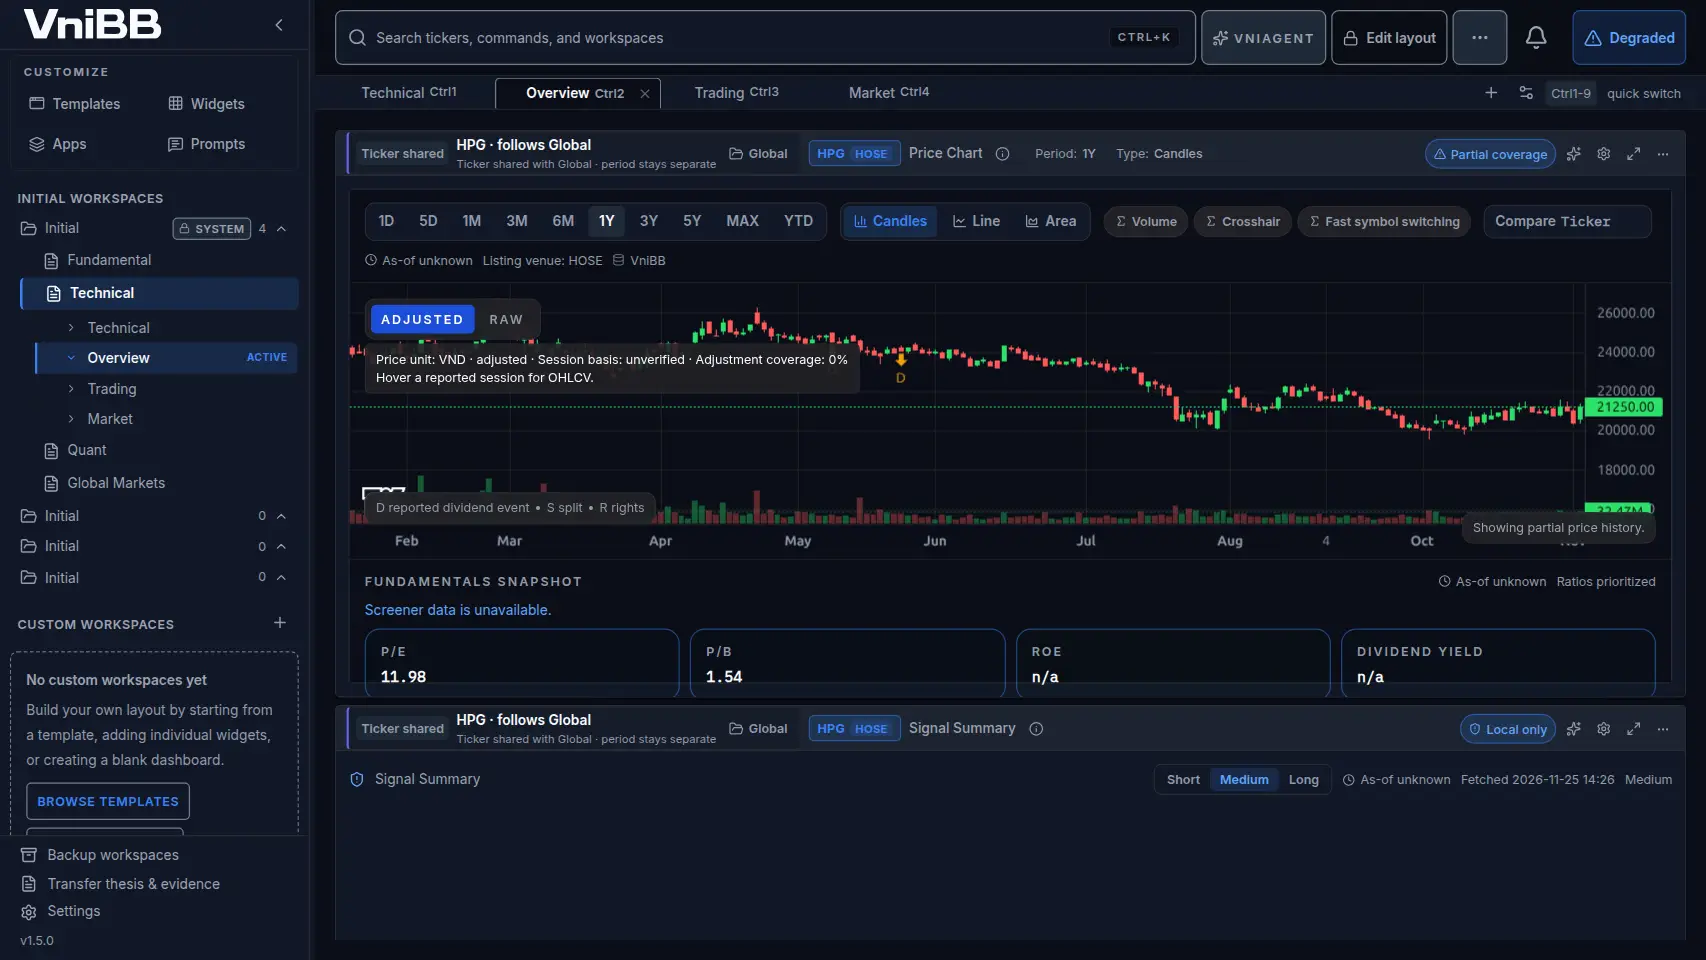 VniBB
CUSTOMIZE
Templates
Widgets
Apps
Prompts
INITIAL WORKSPACES
Initial SYSTEM 4
Fundamental
Technical
Technical
Overview ACTIVE
Trading
Market
Quant
Global Markets
Initial 0
Initial 0
Initial 0
CUSTOM WORKSPACES
No custom workspaces yet
Build your own layout by starting from
a template, adding individual widgets,
or creating a blank dashboard.
BROWSE TEMPLATES
Backup workspaces
Transfer thesis & evidence
Settings
v1.5.0
Search tickers, commands, and workspaces CTRL+K
VNIAGENT
Edit layout
Degraded
Technical Ctrl1
Overview Ctrl2
Trading Ctrl3
Market Ctrl4
Ctrl1-9 quick switch
Ticker shared
HPG · follows Global
Ticker shared with Global · period stays separate
Global
HPG HOSE
Price Chart
Period: 1Y
Type: Candles
Partial coverage
1D 5D 1M 3M 6M 1Y 3Y 5Y MAX YTD
Candles Line Area
Σ Volume
Σ Crosshair
Σ Fast symbol switching
Compare Ticker
As-of unknown Listing venue: HOSE VniBB
ADJUSTED RAW
Price unit: VND · adjusted · Session basis: unverified · Adjustment coverage: 0%
Hover a reported session for OHLCV.
D
26000.00
24000.00
22000.00
21250.00
20000.00
18000.00
D reported dividend event • S split • R rights
Showing partial price history.
Feb Mar Apr May Jun Jul Aug 4 Oct
FUNDAMENTALS SNAPSHOT
As-of unknown Ratios prioritized
Screener data is unavailable.
P/E
11.98
P/B
1.54
ROE
n/a
DIVIDEND YIELD
n/a
Ticker shared
HPG · follows Global
Ticker shared with Global · period stays separate
Global
HPG HOSE
Signal Summary
Local only
Signal Summary
Short Medium Long
As-of unknown Fetched 2026-11-25 14:26 Medium